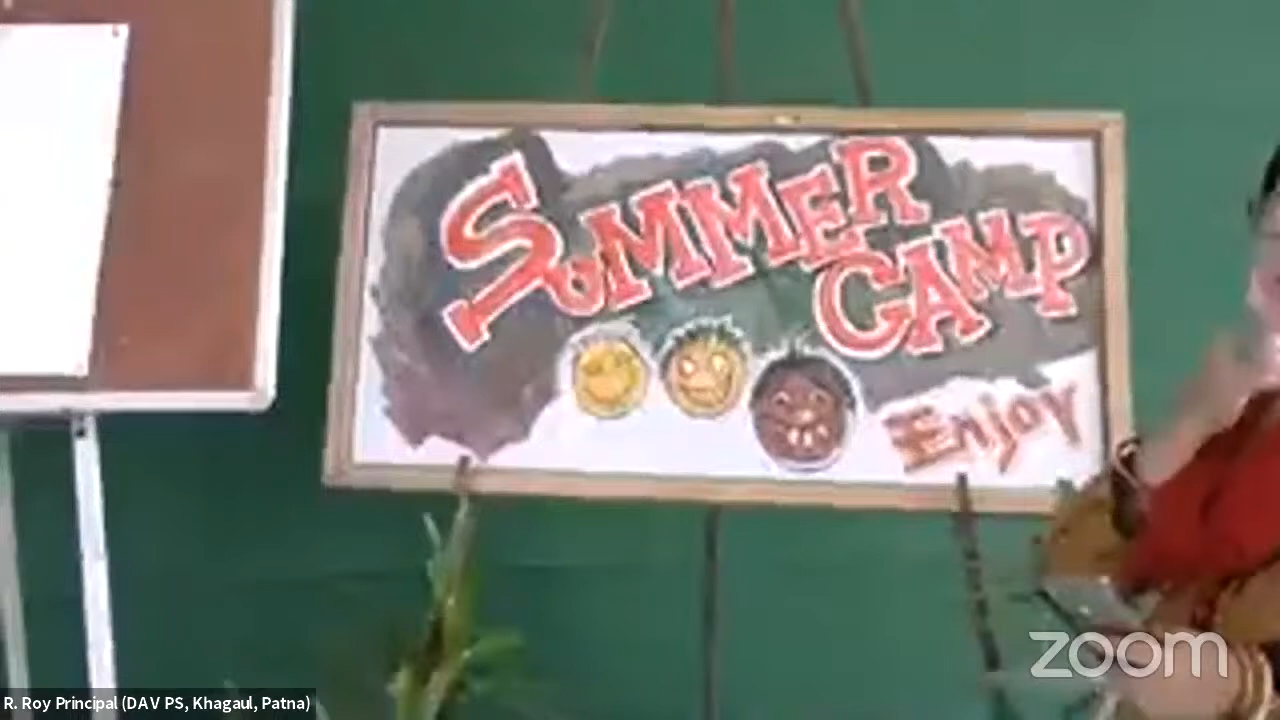 SUMMER
CAMP
Enjoy
zoom
R. Roy Principal (DAV PS, Khagaul, Patna)